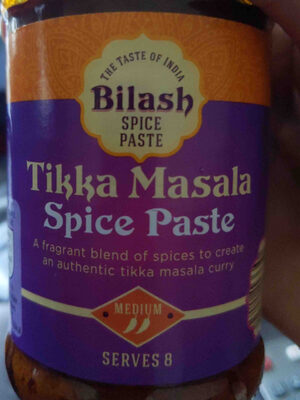 THE TASTE OF INDIA
Bilash
SPICE
PASTE
Tikka Masala
Spice Paste
A fragrant blend of spices to create
an authentic tikka masala curry
MEDIUM
SERVES 8